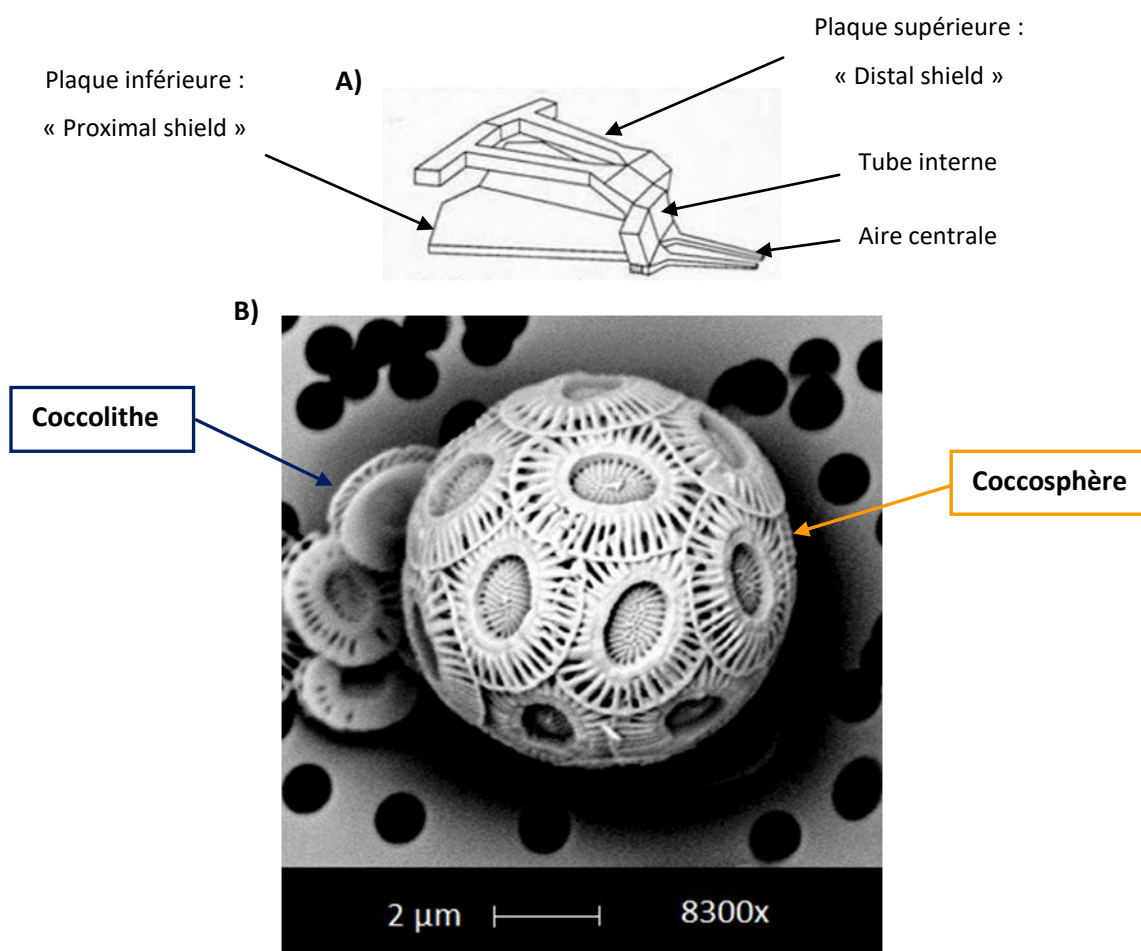 Plaque supérieure :
« Distal shield »
Plaque inférieure :
« Proximal shield »
A)
Tube interne
Aire centrale
B)
Coccolithe
Coccosphère
2 µm
8300x